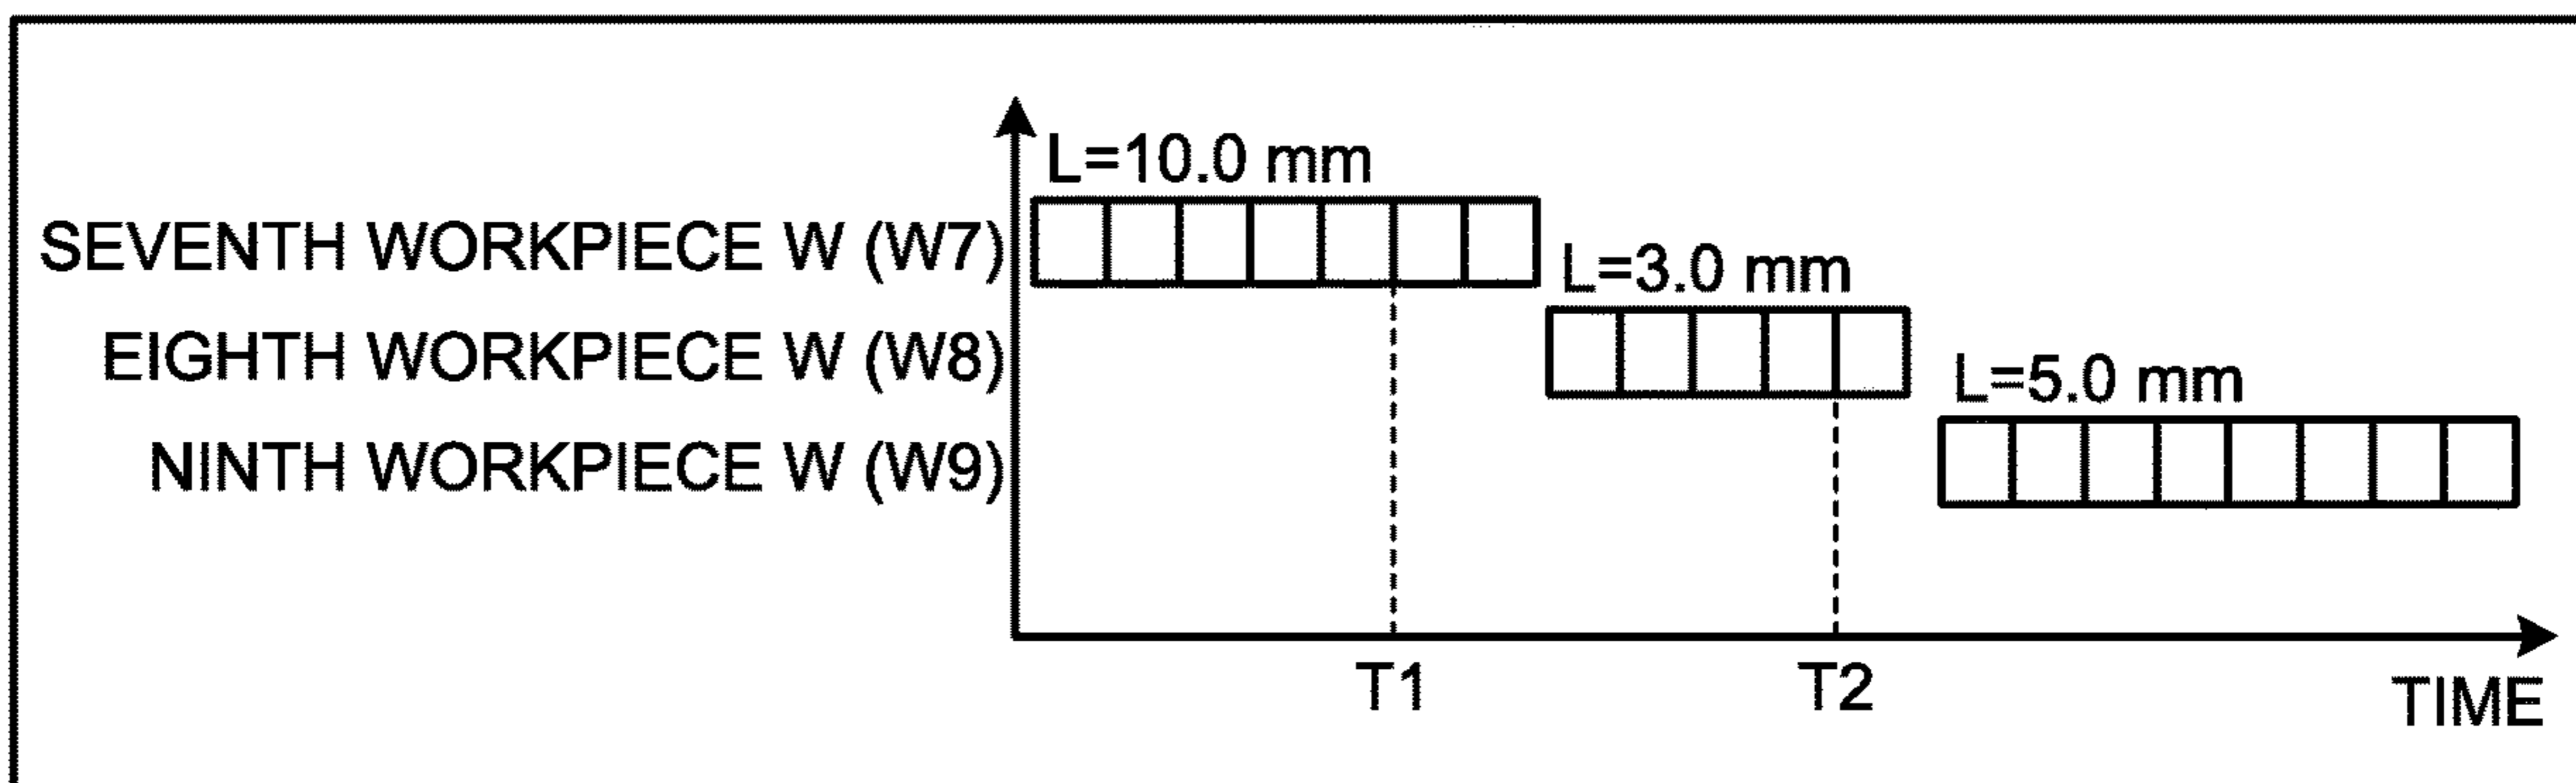 L=10.0 mm
SEVENTH WORKPIECE W (W7)
L=3.0 mm
EIGHTH WORKPIECE W (W8)
L=5.0 mm
NINTH WORKPIECE W (W9)
T1 T2
TIME